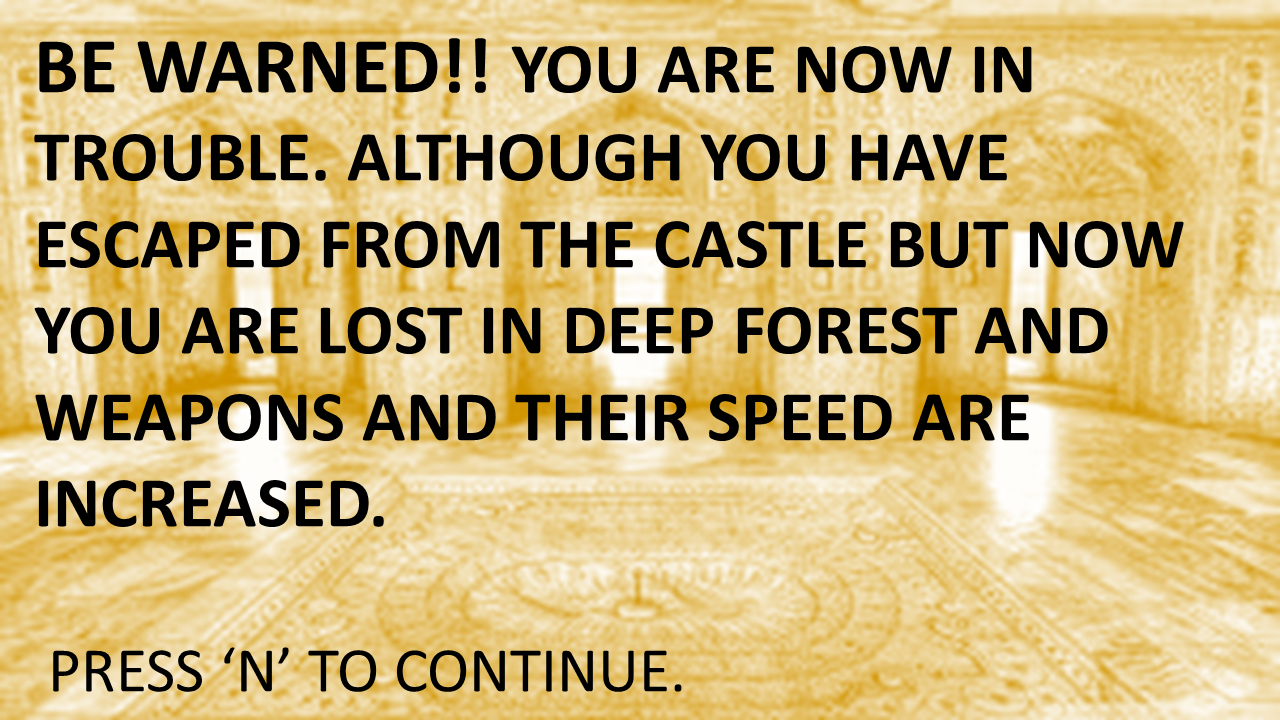 BE WARNED!! YOU ARE NOW IN
TROUBLE. ALTHOUGH YOU HAVE
ESCAPED FROM THE CASTLE BUT NOW
YOU ARE LOST IN DEEP FOREST AND
WEAPONS AND THEIR SPEED ARE
INCREASED.
PRESS ‘N’ TO CONTINUE.